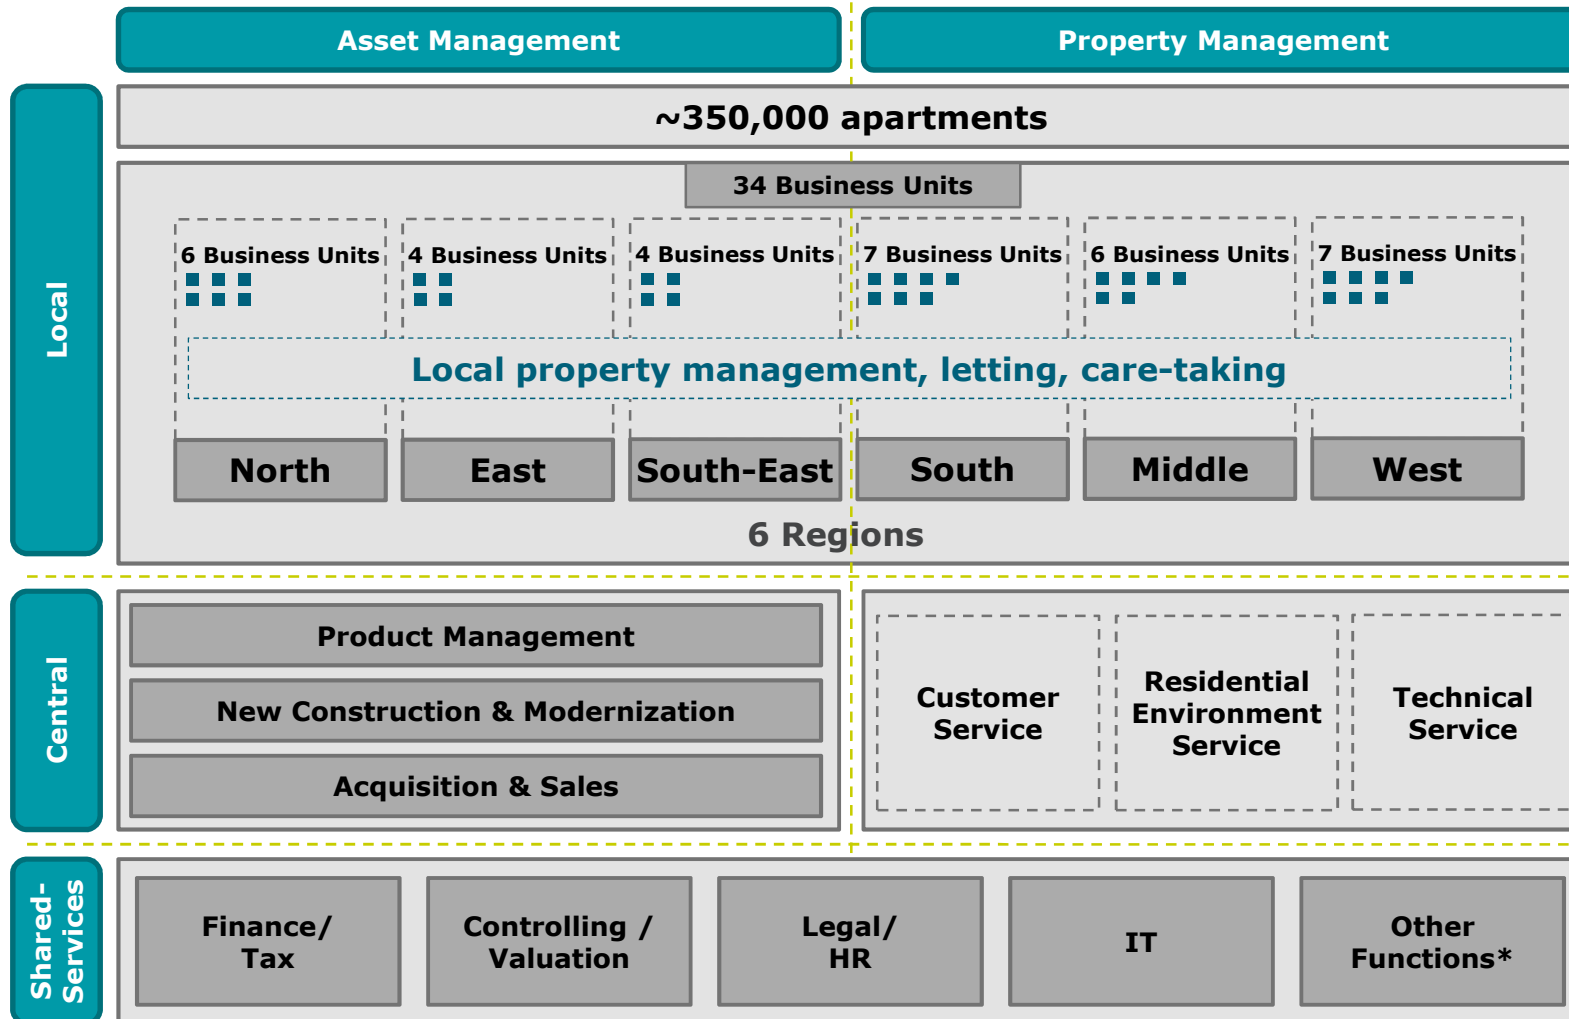 Asset Management
Property Management
Local
~350,000 apartments
34 Business Units
6 Business Units
4 Business Units
4 Business Units
7 Business Units
6 Business Units
7 Business Units
Local property management, letting, care-taking
North
East
South-East
South
Middle
West
6 Regions
Central
Product Management
New Construction & Modernization
Acquisition & Sales
Customer
Service
Residential
Environment
Service
Technical
Service
Shared-
Services
Finance/
Tax
Controlling /
Valuation
Legal/
HR
IT
Other
Functions*